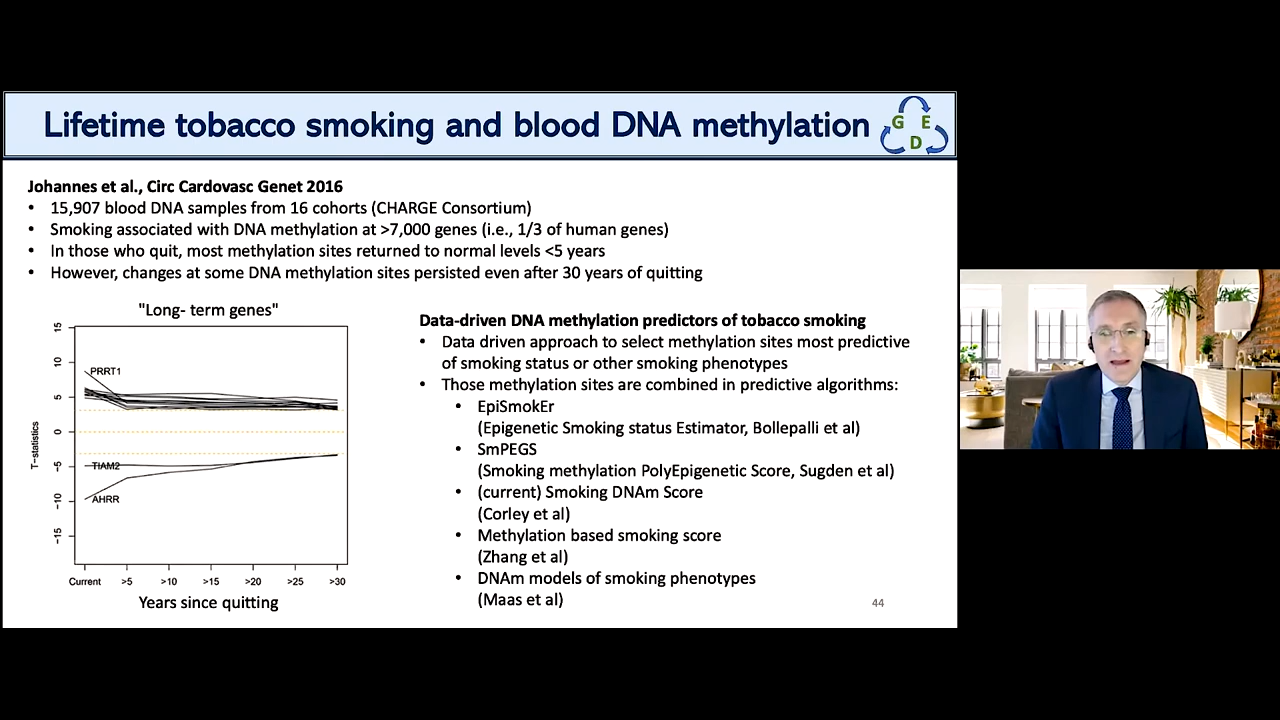 Lifetime tobacco smoking and blood DNA methylation
G E
D
Johannes et al., Circ Cardovasc Genet 2016
• 15,907 blood DNA samples from 16 cohorts (CHARGE Consortium)
• Smoking associated with DNA methylation at >7,000 genes (i.e., 1/3 of human genes)
• In those who quit, most methylation sites returned to normal levels <5 years
• However, changes at some DNA methylation sites persisted even after 30 years of quitting
"Long- term genes"
T−statistics
15
10
5
0
−5
−10
−15
PRRT1
TIAM2
AHRR
Current >5 >10 >15 >20 >25 >30
Years since quitting
Data-driven DNA methylation predictors of tobacco smoking
• Data driven approach to select methylation sites most predictive
of smoking status or other smoking phenotypes
• Those methylation sites are combined in predictive algorithms:
• EpiSmokEr
(Epigenetic Smoking status Estimator, Bollepalli et al)
• SmPEGS
(Smoking methylation PolyEpigenetic Score, Sugden et al)
• (current) Smoking DNAm Score
(Corley et al)
• Methylation based smoking score
(Zhang et al)
• DNAm models of smoking phenotypes
(Maas et al)
44